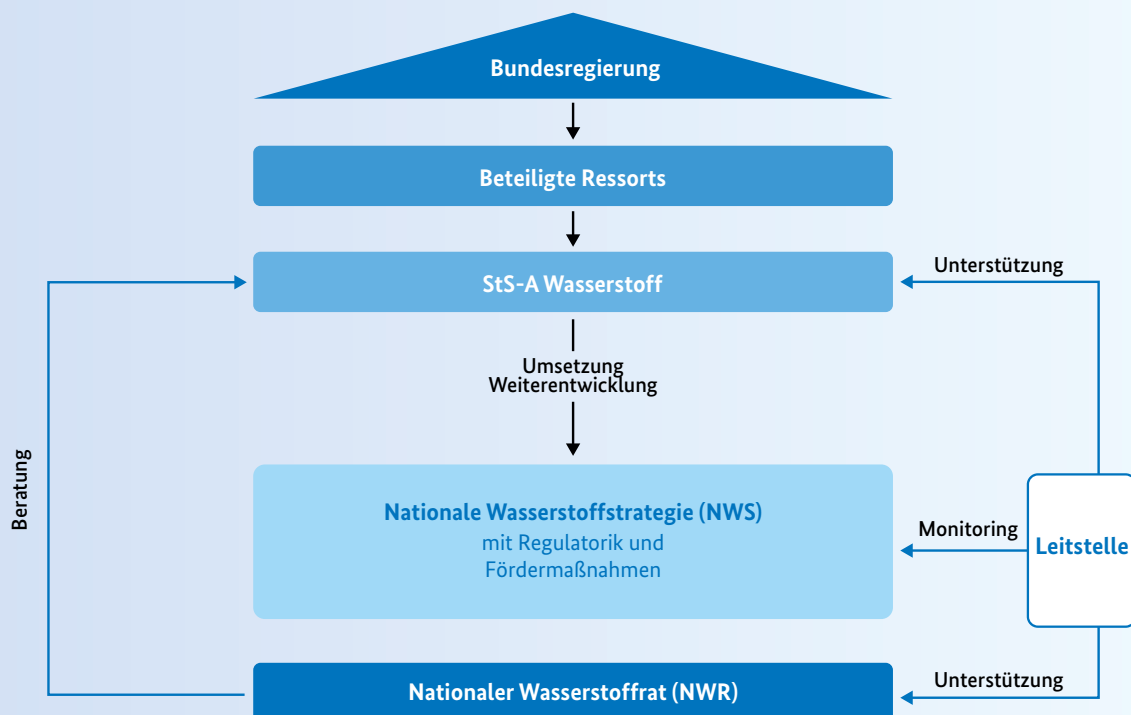 Bundesregierung
Beteiligte Ressorts
StS-A Wasserstoff
Unterstützung
Umsetzung
Weiterentwicklung
Beratung
Nationale Wasserstoffstrategie (NWS)
mit Regulatorik und
Fördermaßnahmen
Monitoring
Leitstelle
Nationaler Wasserstoffrat (NWR)
Unterstützung